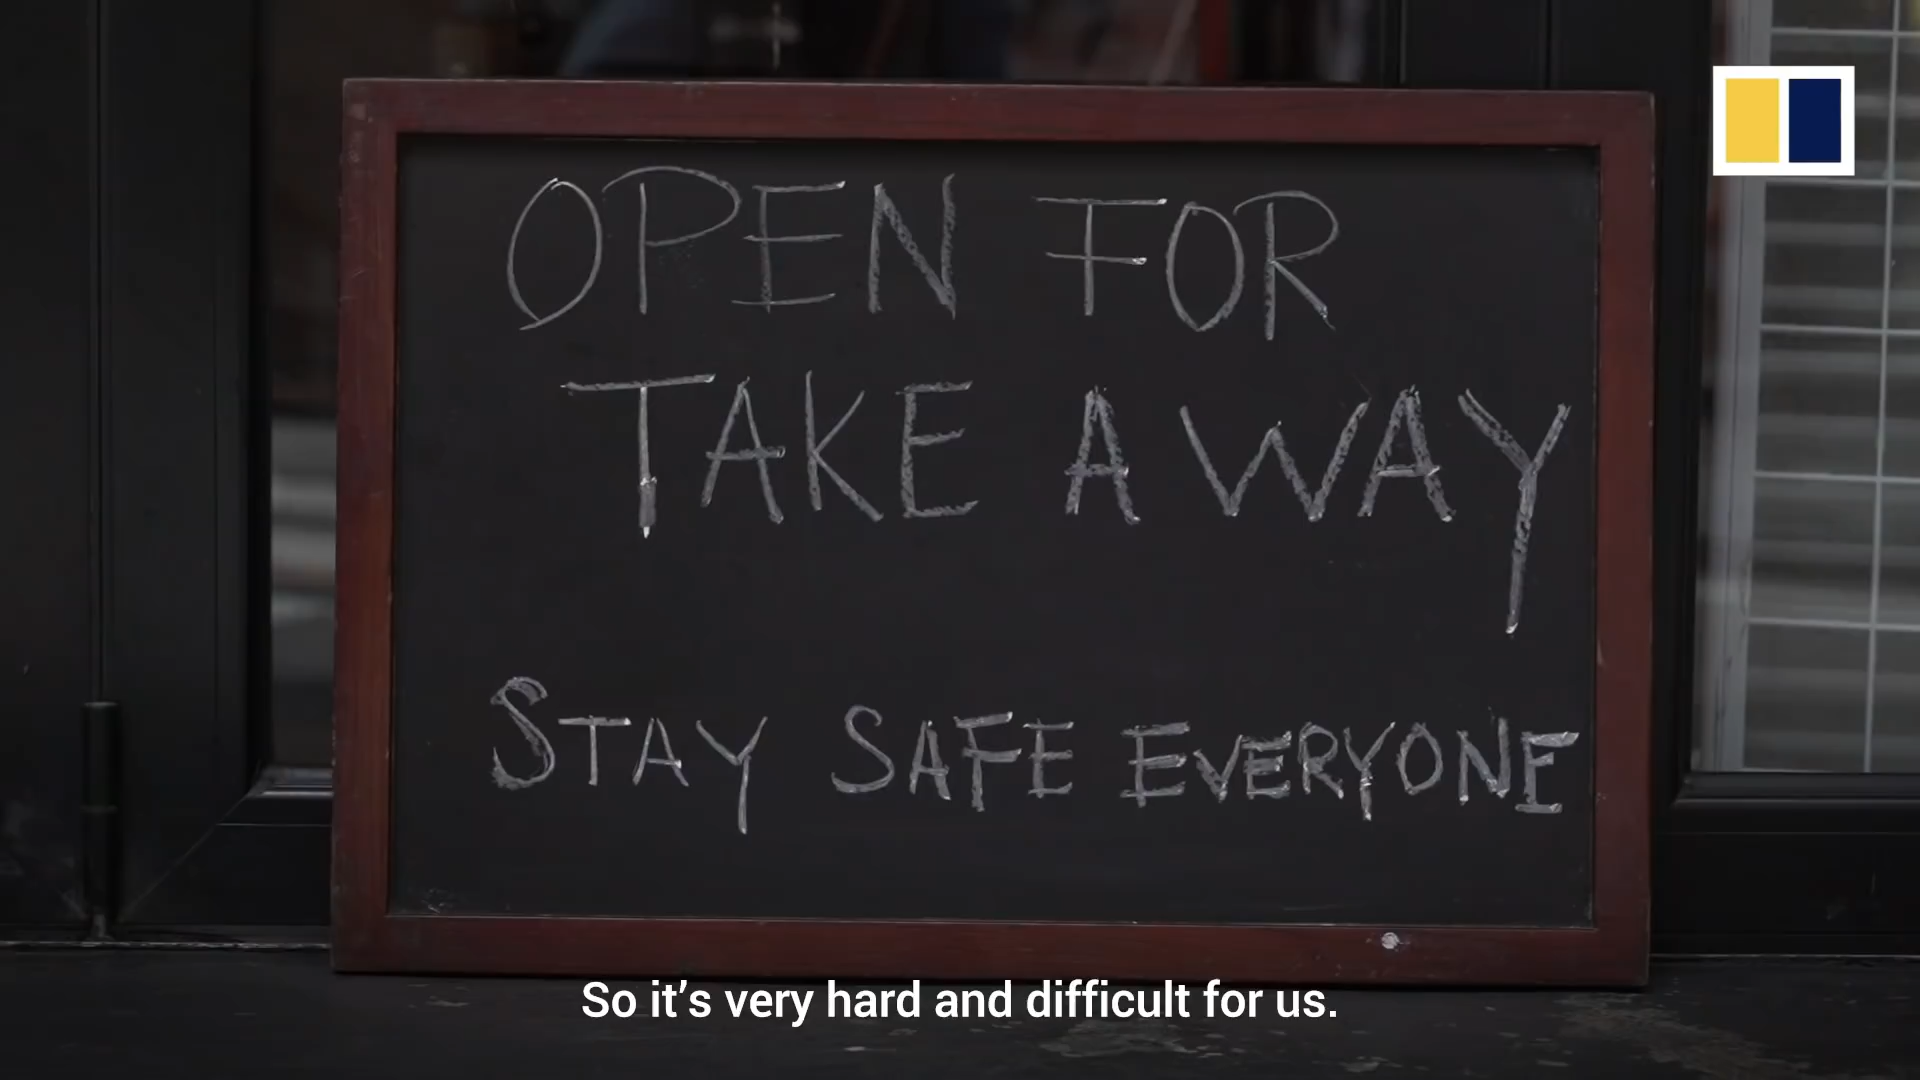 OPEN FOR
TAKE AWAY
STAY SAFE EVERYONE
So it's very hard and difficult for us.